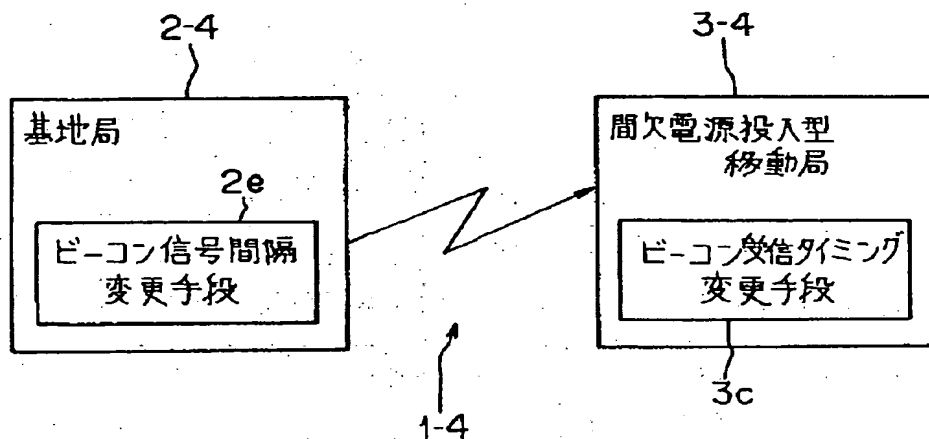 2-4
3-4
基地局
2e
ビーコン信号間隔
変更手段
間欠電源投入型
移動局
ビーコン受信タイミング
変更手段
3c
1-4